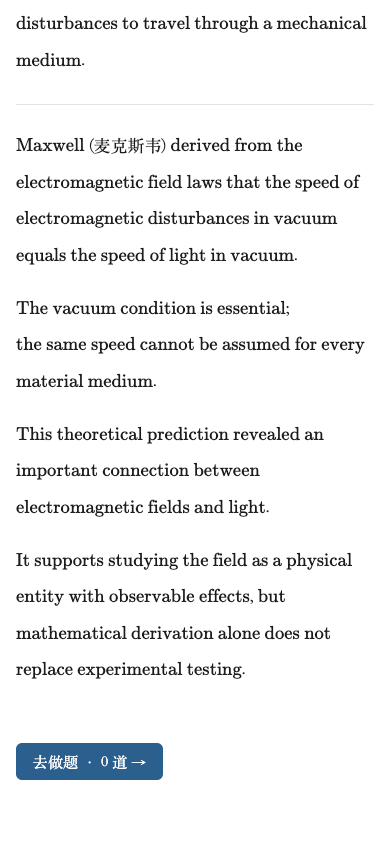 disturbances to travel through a mechanical
medium.
Maxwell (麦克斯韦) derived from the
electromagnetic field laws that the speed of
electromagnetic disturbances in vacuum
equals the speed of light in vacuum.
The vacuum condition is essential;
the same speed cannot be assumed for every
material medium.
This theoretical prediction revealed an
important connection between
electromagnetic fields and light.
It supports studying the field as a physical
entity with observable effects, but
mathematical derivation alone does not
replace experimental testing.
去做题 · 0 道 →